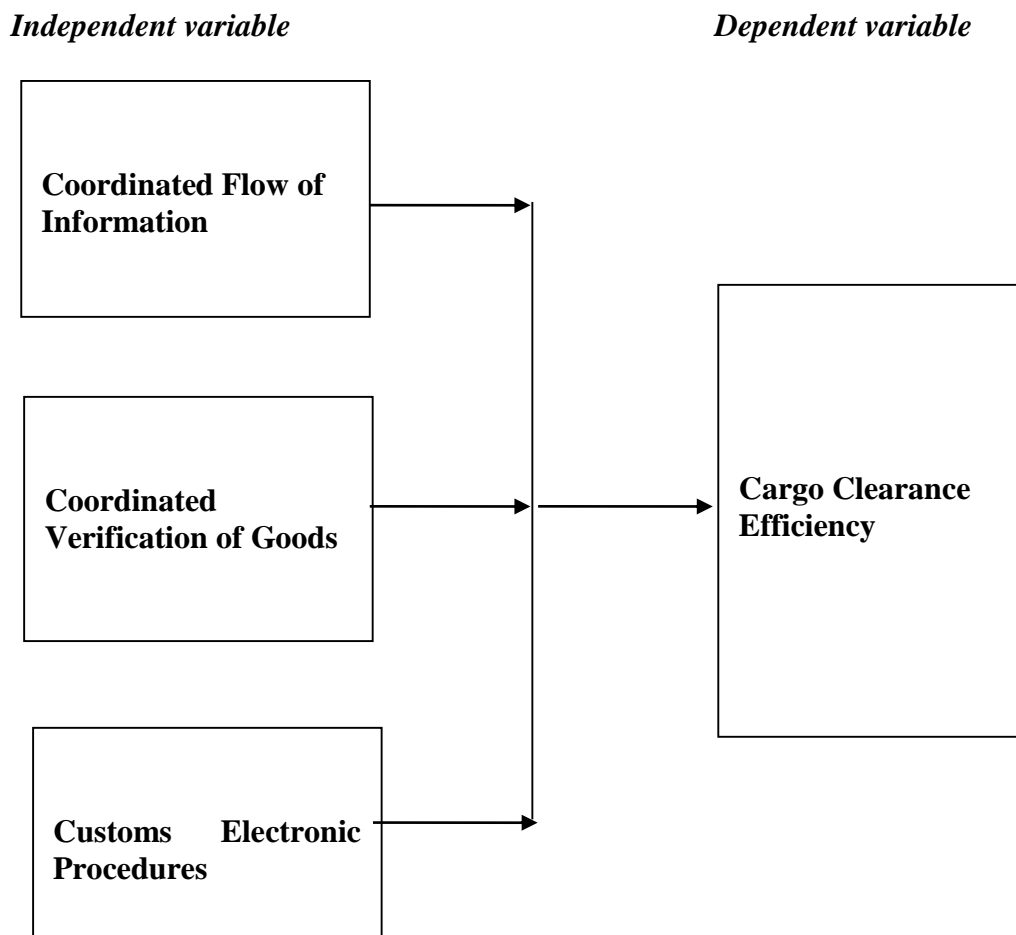 Independent variable
Dependent variable
Coordinated Flow of
Information
Coordinated
Verification of Goods
Cargo Clearance
Efficiency
Customs Electronic
Procedures